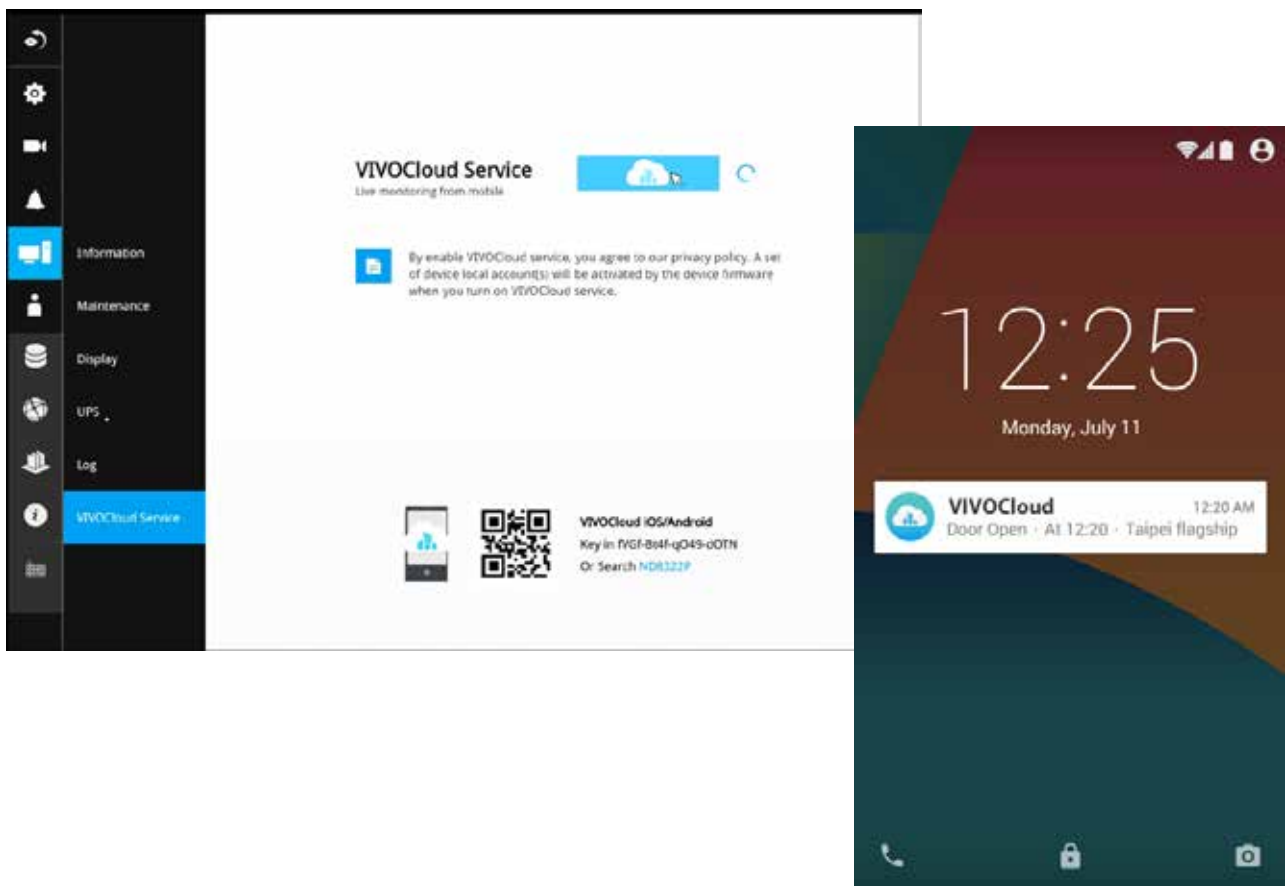 VIVOCloud Service
Live monitoring from mobile
By enable VIVOCloud service, you agree to our privacy policy. A set
of device local account(s) will be activated by the device firmware
when you turn on VIVOCloud service.
Information
Maintenance
Display
UPS
Log
VIVOCloud Service
VIVOCloud iOS/Android
Key in
Or Search ND8322P
12:25
Monday, July 11
VIVOCloud 12:20 AM
Door Open · At 12:20 · Taipei flagship